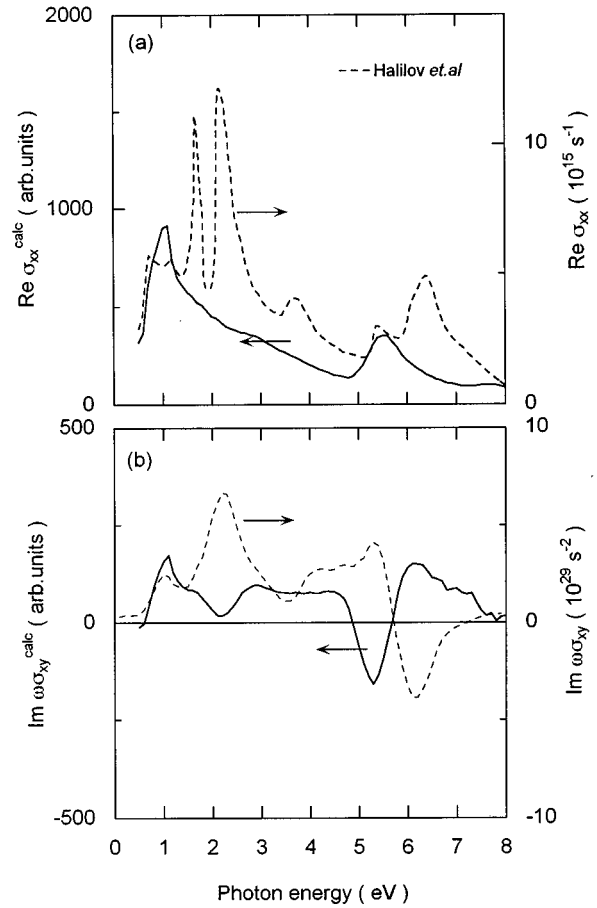 2000
(a)
Halilov et.al
10
1000
Re σxx^calc ( arb.units )
Re σxx ( 10^15 s^-1 )
0
0
500
10
(b)
Im ωσxy^calc ( arb.units )
Im ωσxy ( 10^29 s^-2 )
0
0
-500
-10
0 1 2 3 4 5 6 7 8
Photon energy ( eV )